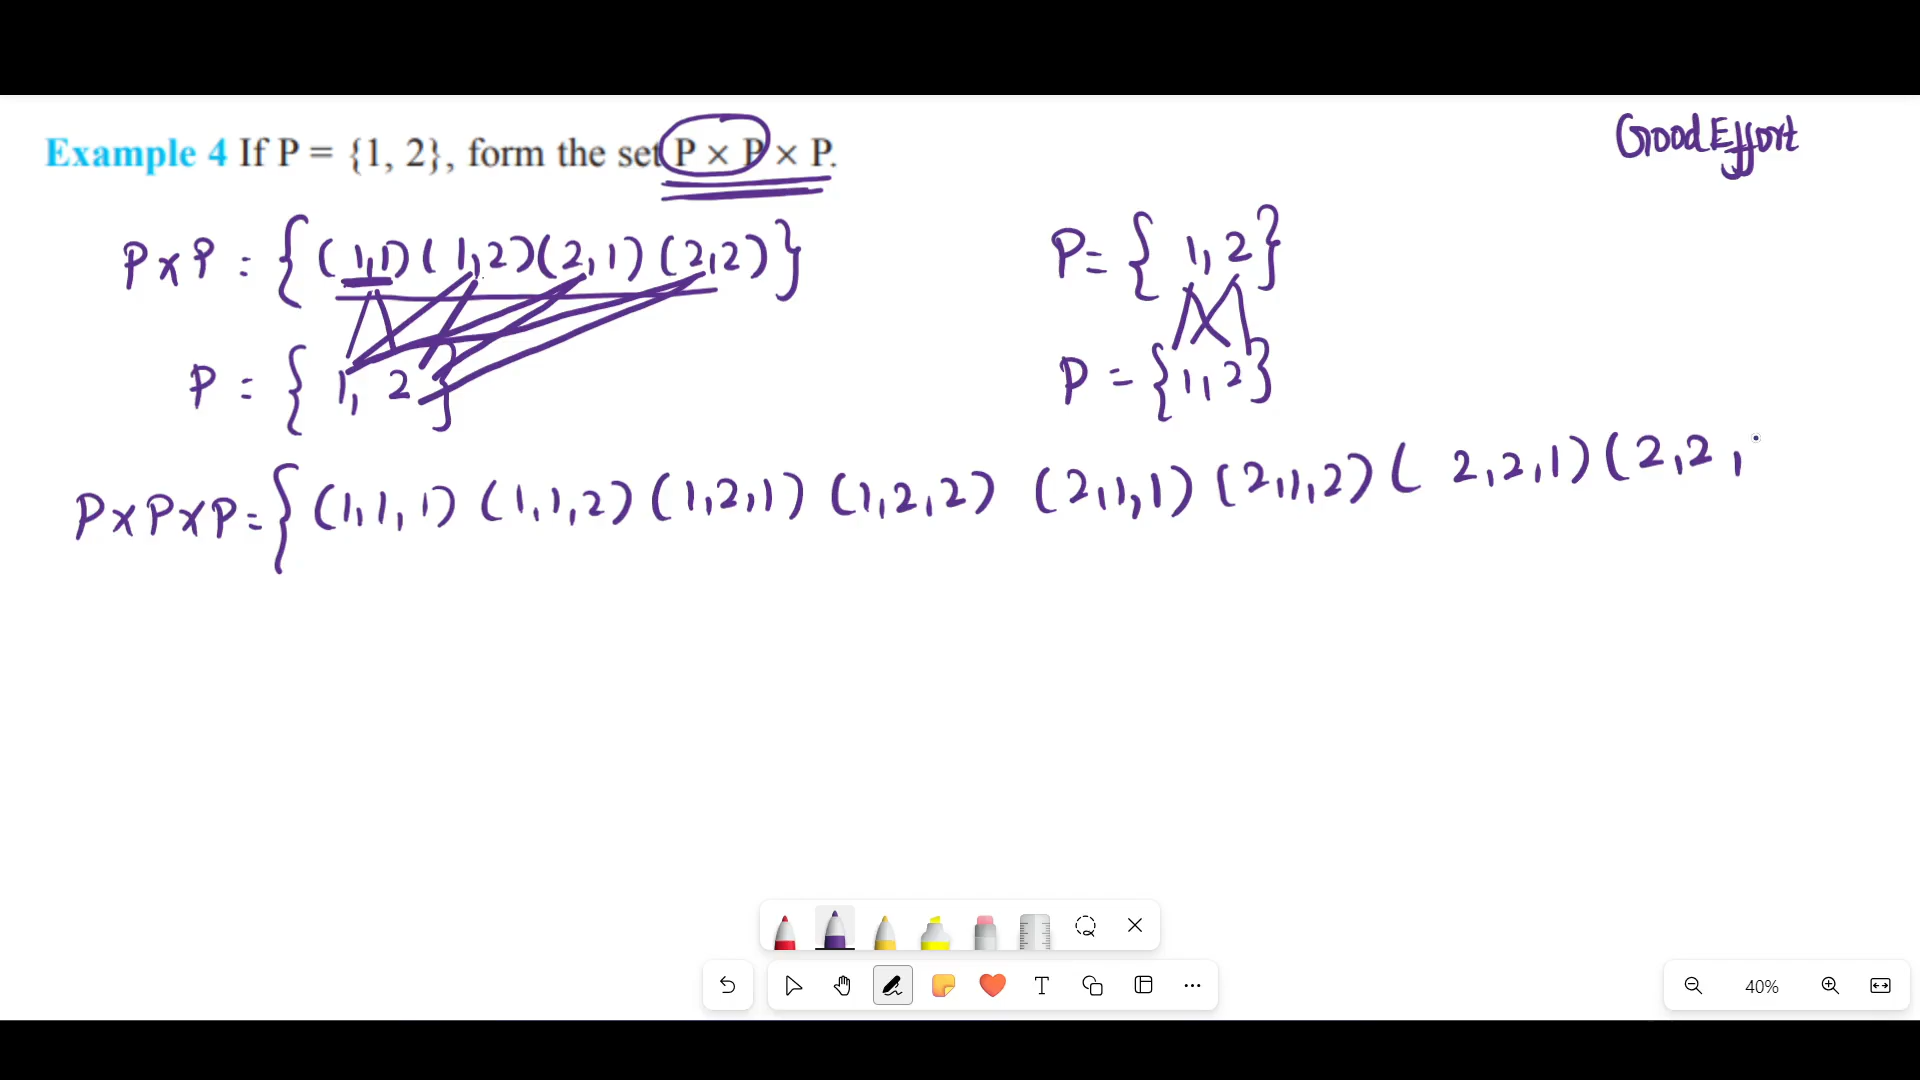 Example 4 If P = {1, 2}, form the set P × P × P.
GoodEffort
P x P = { (1,1) (1,2) (2,1) (2,2) }
P = { 1, 2 }
P = { 1, 2 }
P = { 1, 2 }
P x P x P = { (1,1,1) (1,1,2) (1,2,1) (1,2,2) (2,1,1) (2,1,2) (2,2,1) (2,2,
40%